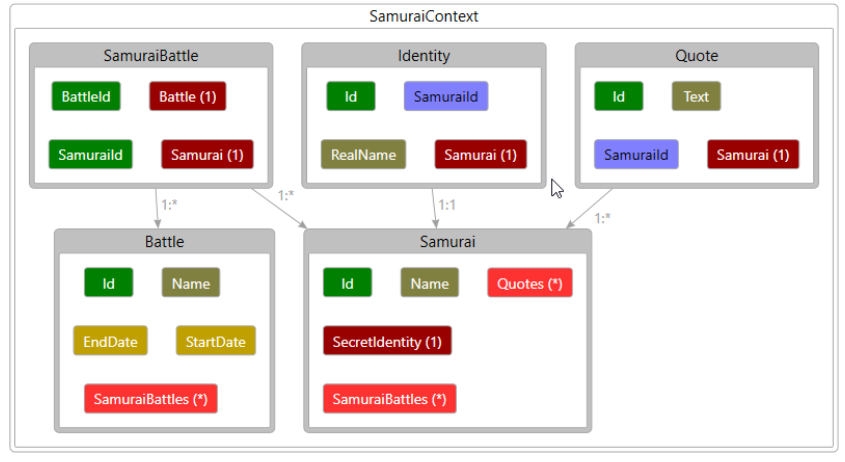 SamuraiContext
SamuraiBattle
BattleId Battle (1)
SamuraiId Samurai (1)
Identity
Id SamuraiId
RealName Samurai (1)
Quote
Id Text
SamuraiId Samurai (1)
1:*
1:*
1:1
1:*
Battle
Id Name
EndDate StartDate
SamuraiBattles (*)
Samurai
Id Name Quotes (*)
SecretIdentity (1)
SamuraiBattles (*)